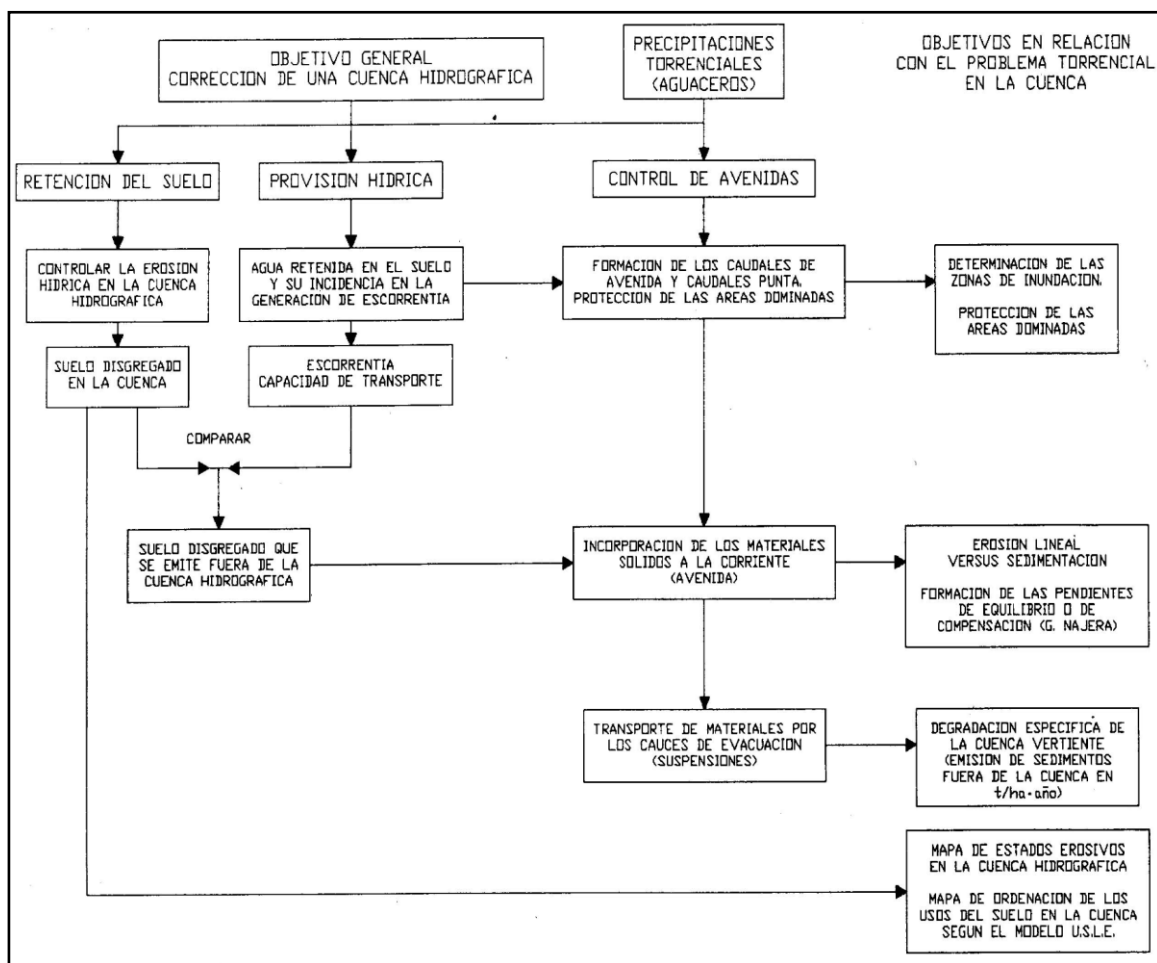 OBJETIVO GENERAL
CORRECCION DE UNA CUENCA HIDROGRAFICA
PRECIPITACIONES
TORRENCIALES
(AGUACEROS)
OBJETIVOS EN RELACION
CON EL PROBLEMA TORRENCIAL
EN LA CUENCA
RETENCION DEL SUELO
PROVISION HIDRICA
CONTROL DE AVENIDAS
CONTROLAR LA EROSION
HIDRICA EN LA CUENCA
HIDROGRAFICA
AGUA RETENIDA EN EL SUELO
Y SU INCIDENCIA EN LA
GENERACION DE ESCORRENTIA
FORMACION DE LOS CAUDALES DE
AVENIDA Y CAUDALES PUNTA.
PROTECCION DE LAS AREAS DOMINADAS
DETERMINACION DE LAS
ZONAS DE INUNDACION.
PROTECCION DE LAS
AREAS DOMINADAS
SUELO DISGREGADO
EN LA CUENCA
ESCORRENTIA
CAPACIDAD DE TRANSPORTE
COMPARAR
SUELO DISGREGADO QUE
SE EMITE FUERA DE LA
CUENCA HIDROGRAFICA
INCORPORACION DE LOS MATERIALES
SOLIDOS A LA CORRIENTE
(AVENIDA)
EROSION LINEAL
VERSUS SEDIMENTACION
FORMACION DE LAS PENDIENTES
DE EQUILIBRIO O DE
COMPENSACION (G. NAJERA)
TRANSPORTE DE MATERIALES POR
LOS CAUCES DE EVACUACION
(SUSPENSIONES)
DEGRADACION ESPECIFICA DE
LA CUENCA VERTIENTE
(EMISION DE SEDIMENTOS
FUERA DE LA CUENCA EN
t/ha·año)
MAPA DE ESTADOS EROSIVOS
EN LA CUENCA HIDROGRAFICA
MAPA DE ORDENACION DE LOS
USOS DEL SUELO EN LA CUENCA
SEGUN EL MODELO U.S.L.E.